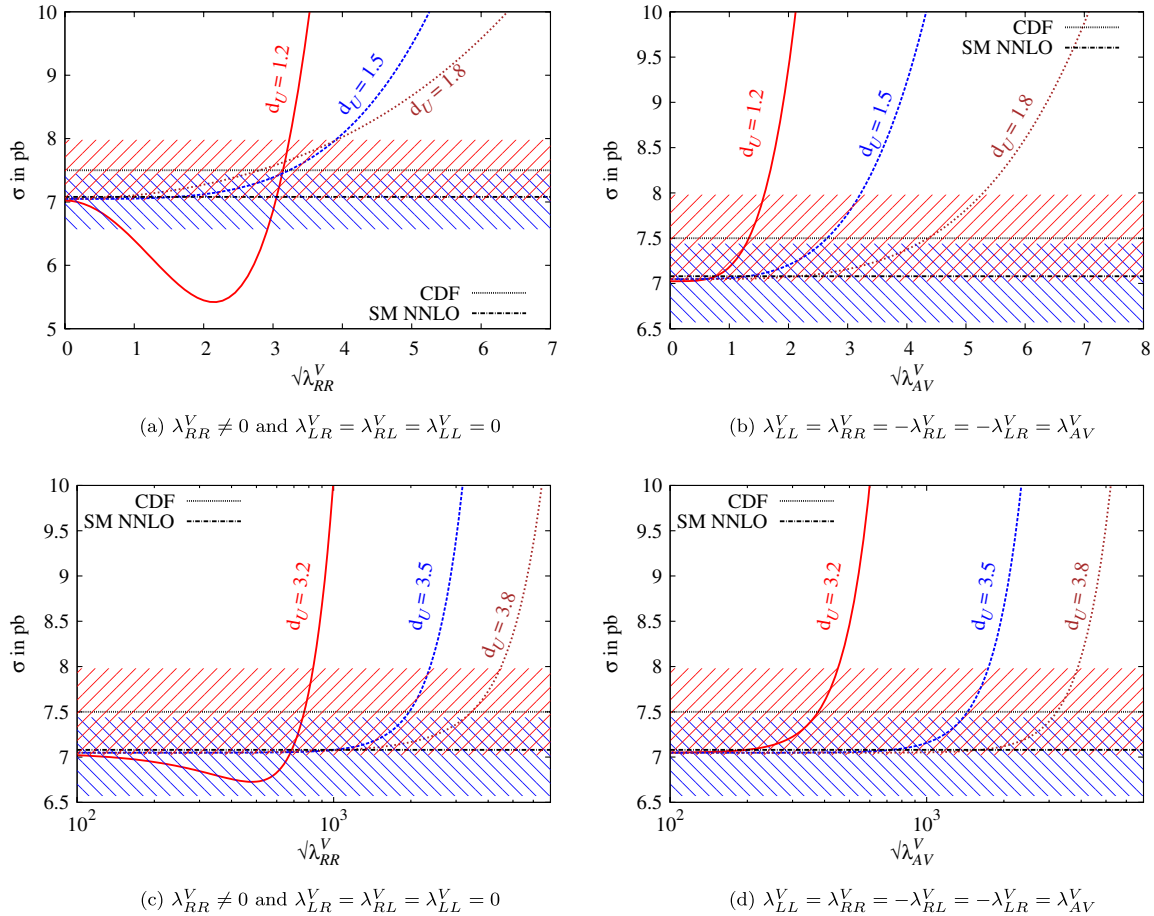 10
9
8
7
6
5
σ in pb
0 1 2 3 4 5 6 7
√λ^V_RR
d_U = 1.2
d_U = 1.5
d_U = 1.8
CDF
SM NNLO
(a) λ^V_RR ≠ 0 and λ^V_LR = λ^V_RL = λ^V_LL = 0
10
9.5
9
8.5
8
7.5
7
6.5
σ in pb
0 1 2 3 4 5 6 7 8
√λ^V_AV
CDF
SM NNLO
d_U = 1.2
d_U = 1.5
d_U = 1.8
(b) λ^V_LL = λ^V_RR = −λ^V_RL = −λ^V_LR = λ^V_AV
10
9.5
9
8.5
8
7.5
7
6.5
σ in pb
10^2 10^3
√λ^V_RR
CDF
SM NNLO
d_U = 3.2
d_U = 3.5
d_U = 3.8
(c) λ^V_RR ≠ 0 and λ^V_LR = λ^V_RL = λ^V_LL = 0
10
9.5
9
8.5
8
7.5
7
6.5
σ in pb
10^2 10^3
√λ^V_AV
CDF
SM NNLO
d_U = 3.2
d_U = 3.5
d_U = 3.8
(d) λ^V_LL = λ^V_RR = −λ^V_RL = −λ^V_LR = λ^V_AV